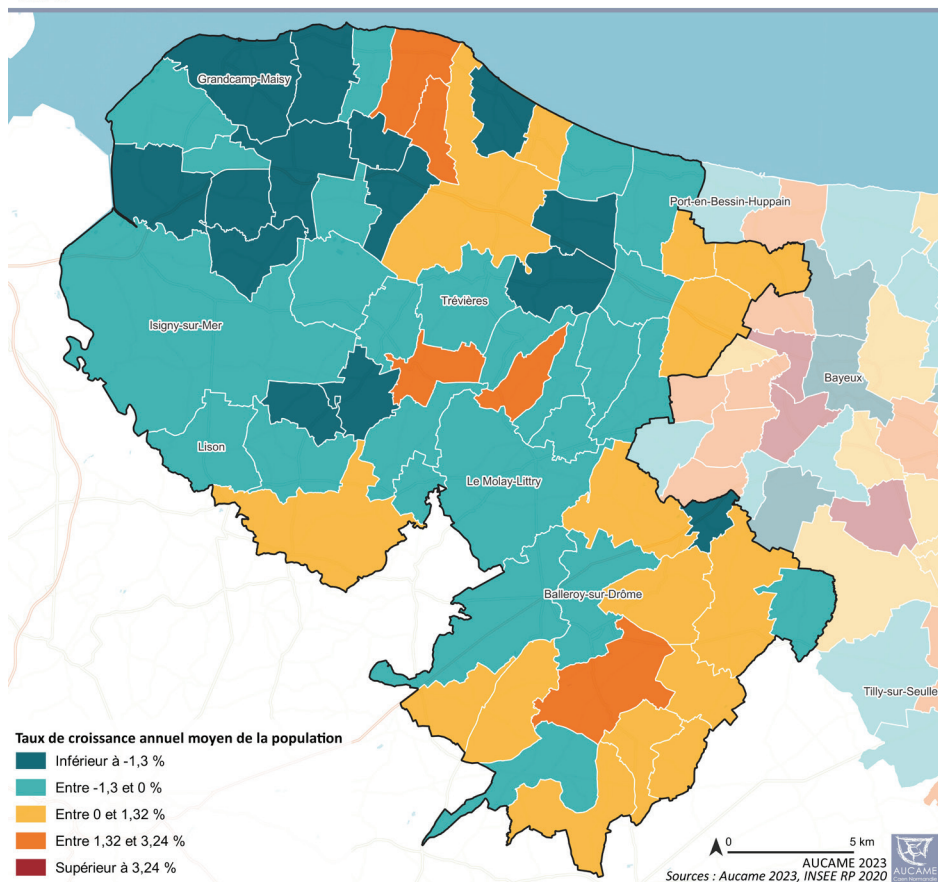 Grandcamp-Maisy
Port-en-Bessin-Huppain
Trévières
Isigny-sur-Mer
Bayeux
Lison
Le Molay-Littry
Balleroy-sur-Drôme
Tilly-sur-Seulle
Taux de croissance annuel moyen de la population
Inférieur à -1,3 %
Entre -1,3 et 0 %
Entre 0 et 1,32 %
Entre 1,32 et 3,24 %
Supérieur à 3,24 %
0 5 km
AUCAME 2023
Sources : Aucame 2023, INSEE RP 2020
AUCAME
Caen Normandie